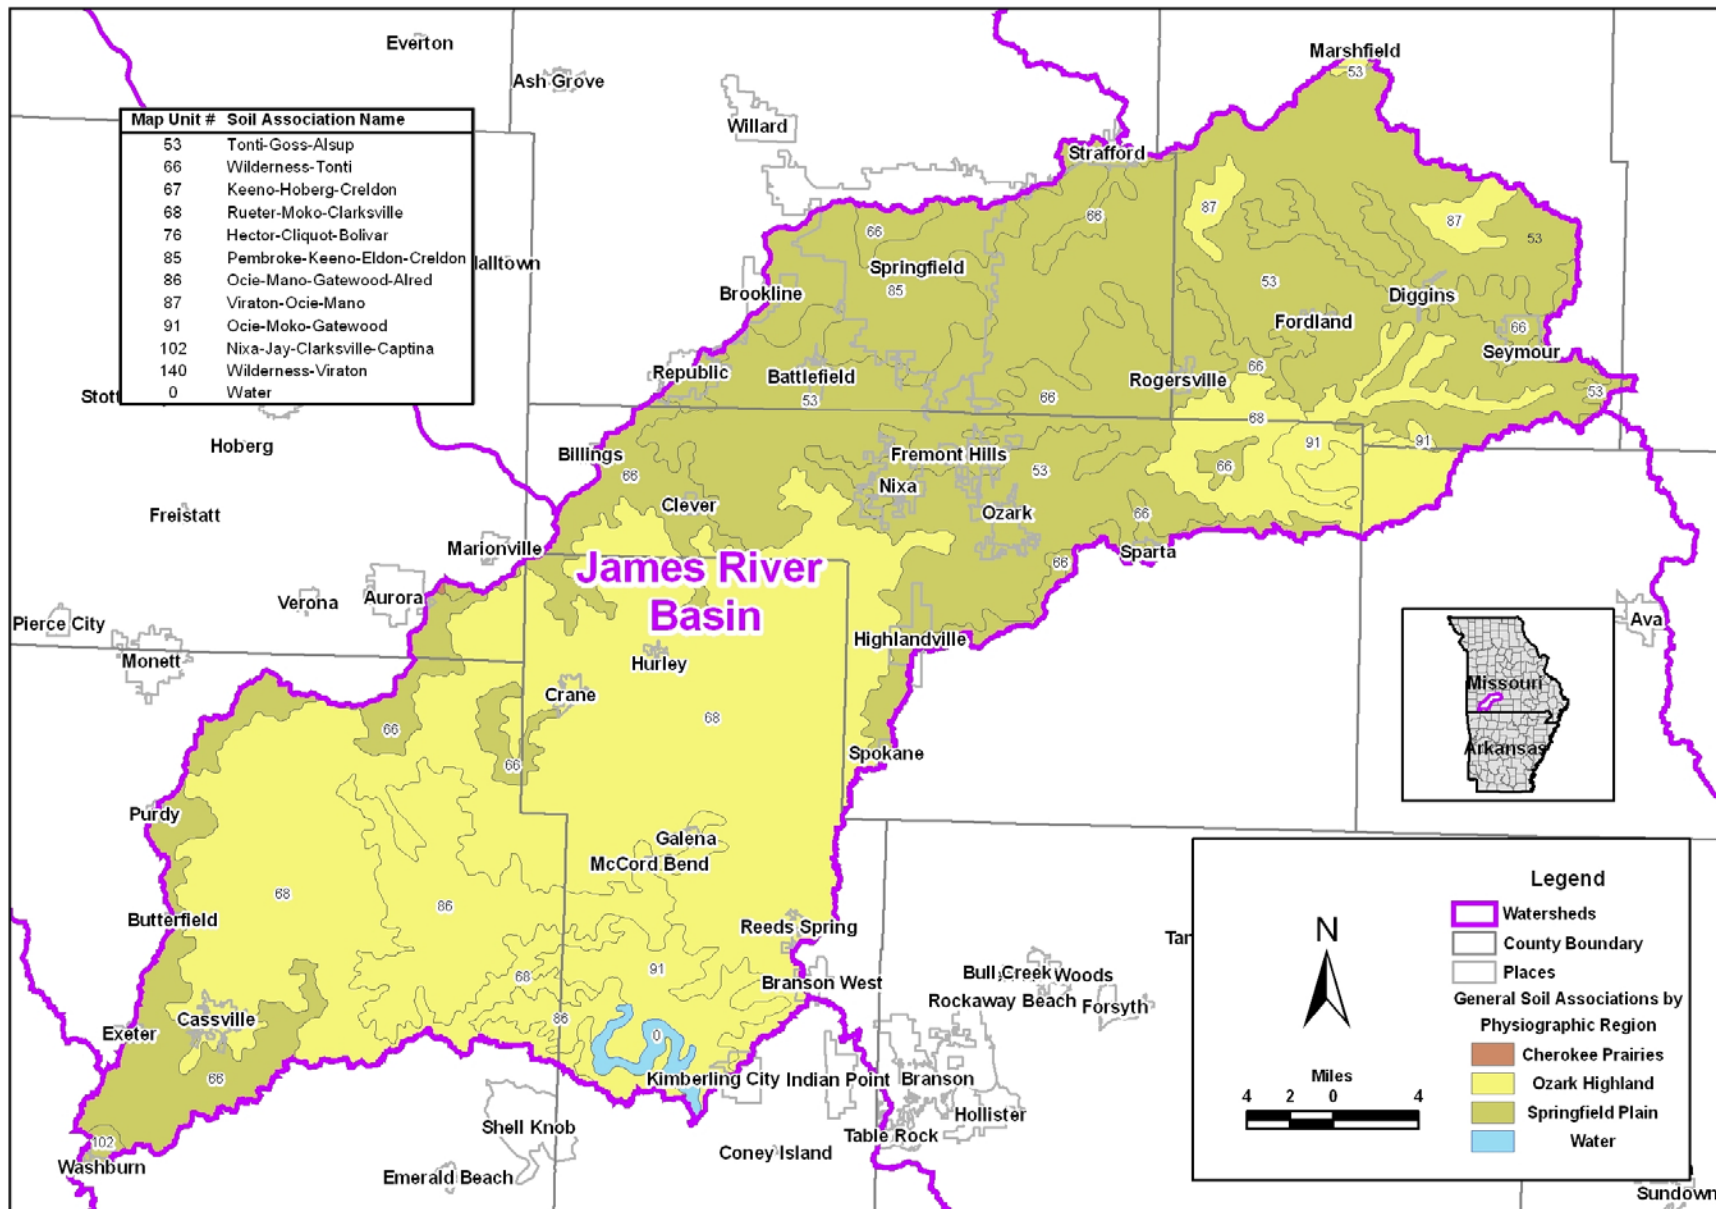 Everton
Marshfield
53
Ash Grove
Willard
Map Unit # Soil Association Name
53 Tonti-Goss-Alsup
66 Wilderness-Tonti
67 Keeno-Hoberg-Creldon
68 Rueter-Moko-Clarksville
76 Hector-Cliquot-Bolivar
85 Pembroke-Keeno-Eldon-Creldon
86 Ocie-Mano-Gatewood-Alred
87 Viraton-Ocie-Mano
91 Ocie-Moko-Gatewood
102 Nixa-Jay-Clarksville-Captina
140 Wilderness-Viraton
0 Water
Strafford
87
66
87
66
53
Springfield
85
53
Brookline
Diggins
Fordland
66
Seymour
66
Republic
Battlefield
Rogersville
53
66
53
Stott
68
Hoberg
Billings
Fremont Hills
91
91
66
53
66
Nixa
Clever
Ozark
66
Freistatt
Marionville
Sparta
66
James River
Basin
Verona
Aurora
Pierce City
Ava
Highlandville
Monett
Hurley
Crane
Missouri
68
66
Arkansas
Spokane
66
Purdy
Galena
McCord Bend
68
86
Butterfield
Reeds Spring
91
68
Branson West
Bull Creek Woods
Rockaway Beach
Forsyth
Tar
86
Cassville
Exeter
0
66
Kimberling City
Indian Point
Branson
Hollister
Shell Knob
Table Rock
102
Coney Island
Washburn
Emerald Beach
Legend
Watersheds
County Boundary
Places
General Soil Associations by
Physiographic Region
Cherokee Prairies
Ozark Highland
Springfield Plain
Water
N
Miles
4 2 0 4
Sundown